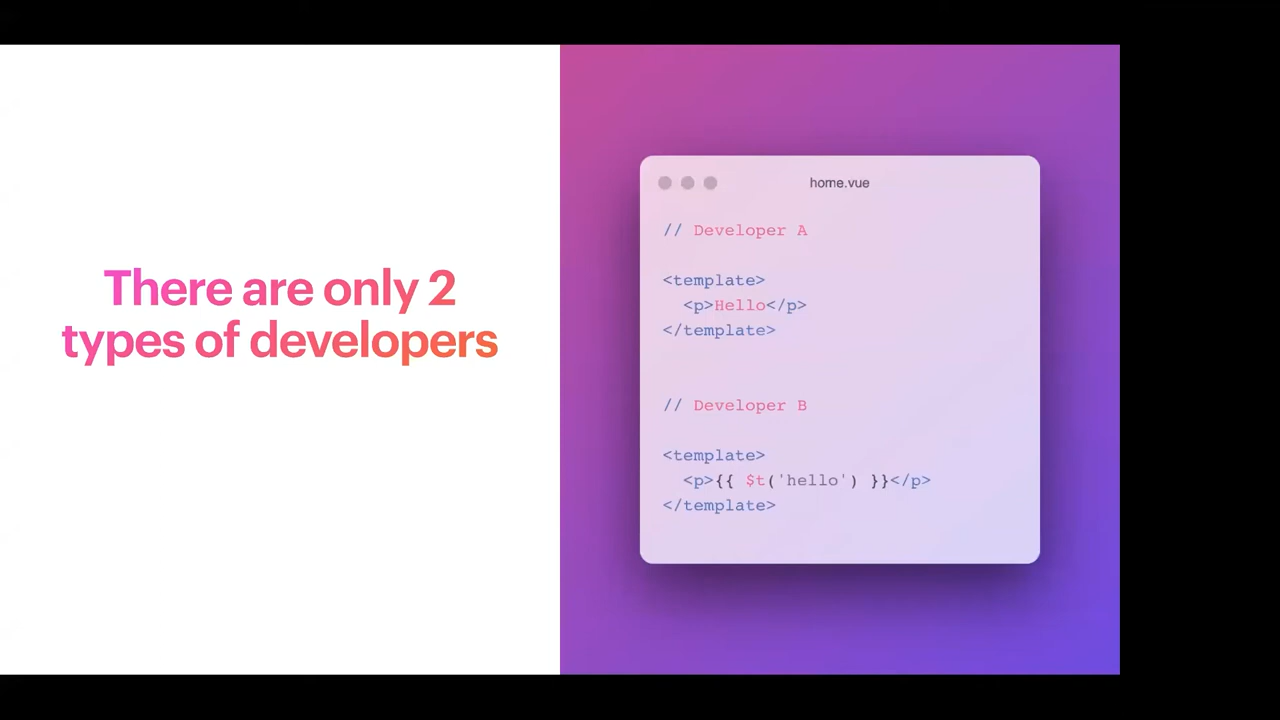 There are only 2
types of developers
home.vue
// Developer A
<template>
<p>Hello</p>
</template>
// Developer B
<template>
<p>{{ $t('hello') }}</p>
</template>